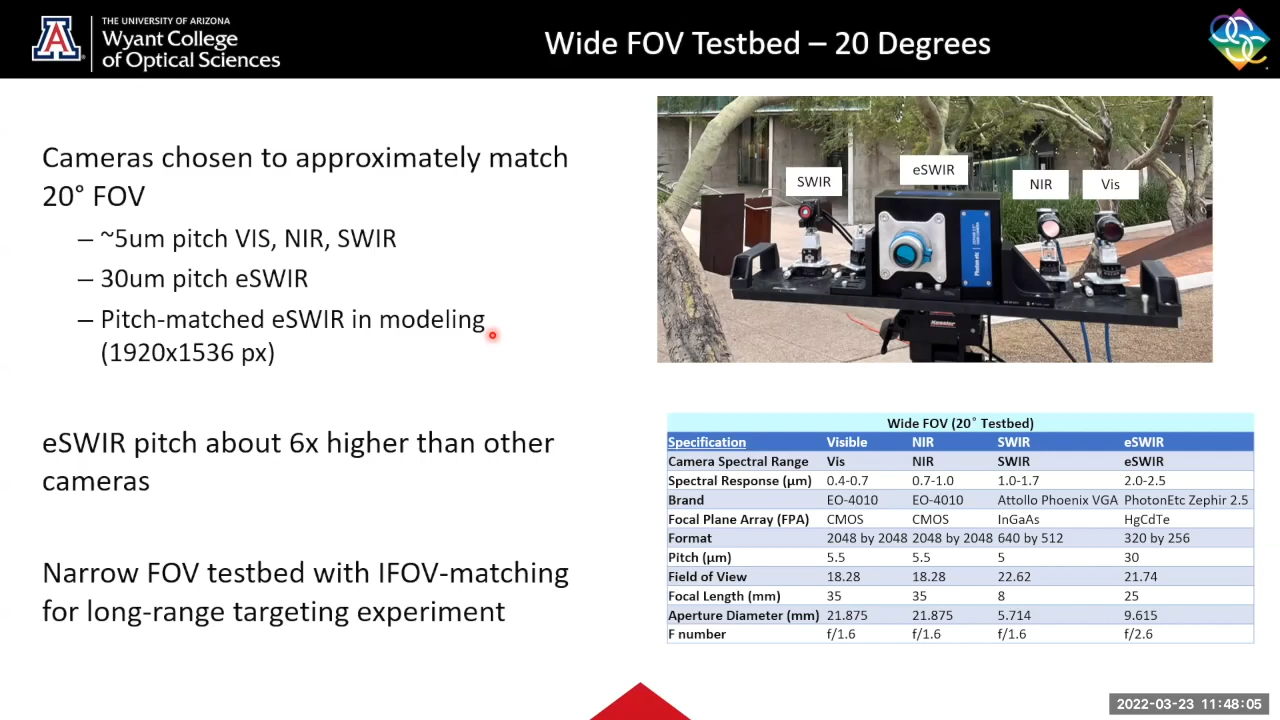 THE UNIVERSITY OF ARIZONA
Wyant College
of Optical Sciences
Wide FOV Testbed – 20 Degrees
Cameras chosen to approximately match
20° FOV
– ~5um pitch VIS, NIR, SWIR
– 30um pitch eSWIR
– Pitch-matched eSWIR in modeling
(1920x1536 px)
eSWIR pitch about 6x higher than other
cameras
Narrow FOV testbed with IFOV-matching
for long-range targeting experiment
SWIR
eSWIR
NIR
Vis
Photon etc
Kessler
Wide FOV (20° Testbed)
Specification Visible NIR SWIR eSWIR
Camera Spectral Range Vis NIR SWIR eSWIR
Spectral Response (µm) 0.4-0.7 0.7-1.0 1.0-1.7 2.0-2.5
Brand EO-4010 EO-4010 Attollo Phoenix VGA PhotonEtc Zephir 2.5
Focal Plane Array (FPA) CMOS CMOS InGaAs HgCdTe
Format 2048 by 2048 2048 by 2048 640 by 512 320 by 256
Pitch (µm) 5.5 5.5 5 30
Field of View 18.28 18.28 22.62 21.74
Focal Length (mm) 35 35 8 25
Aperture Diameter (mm) 21.875 21.875 5.714 9.615
F number f/1.6 f/1.6 f/1.6 f/2.6
2022-03-23 11:48:05